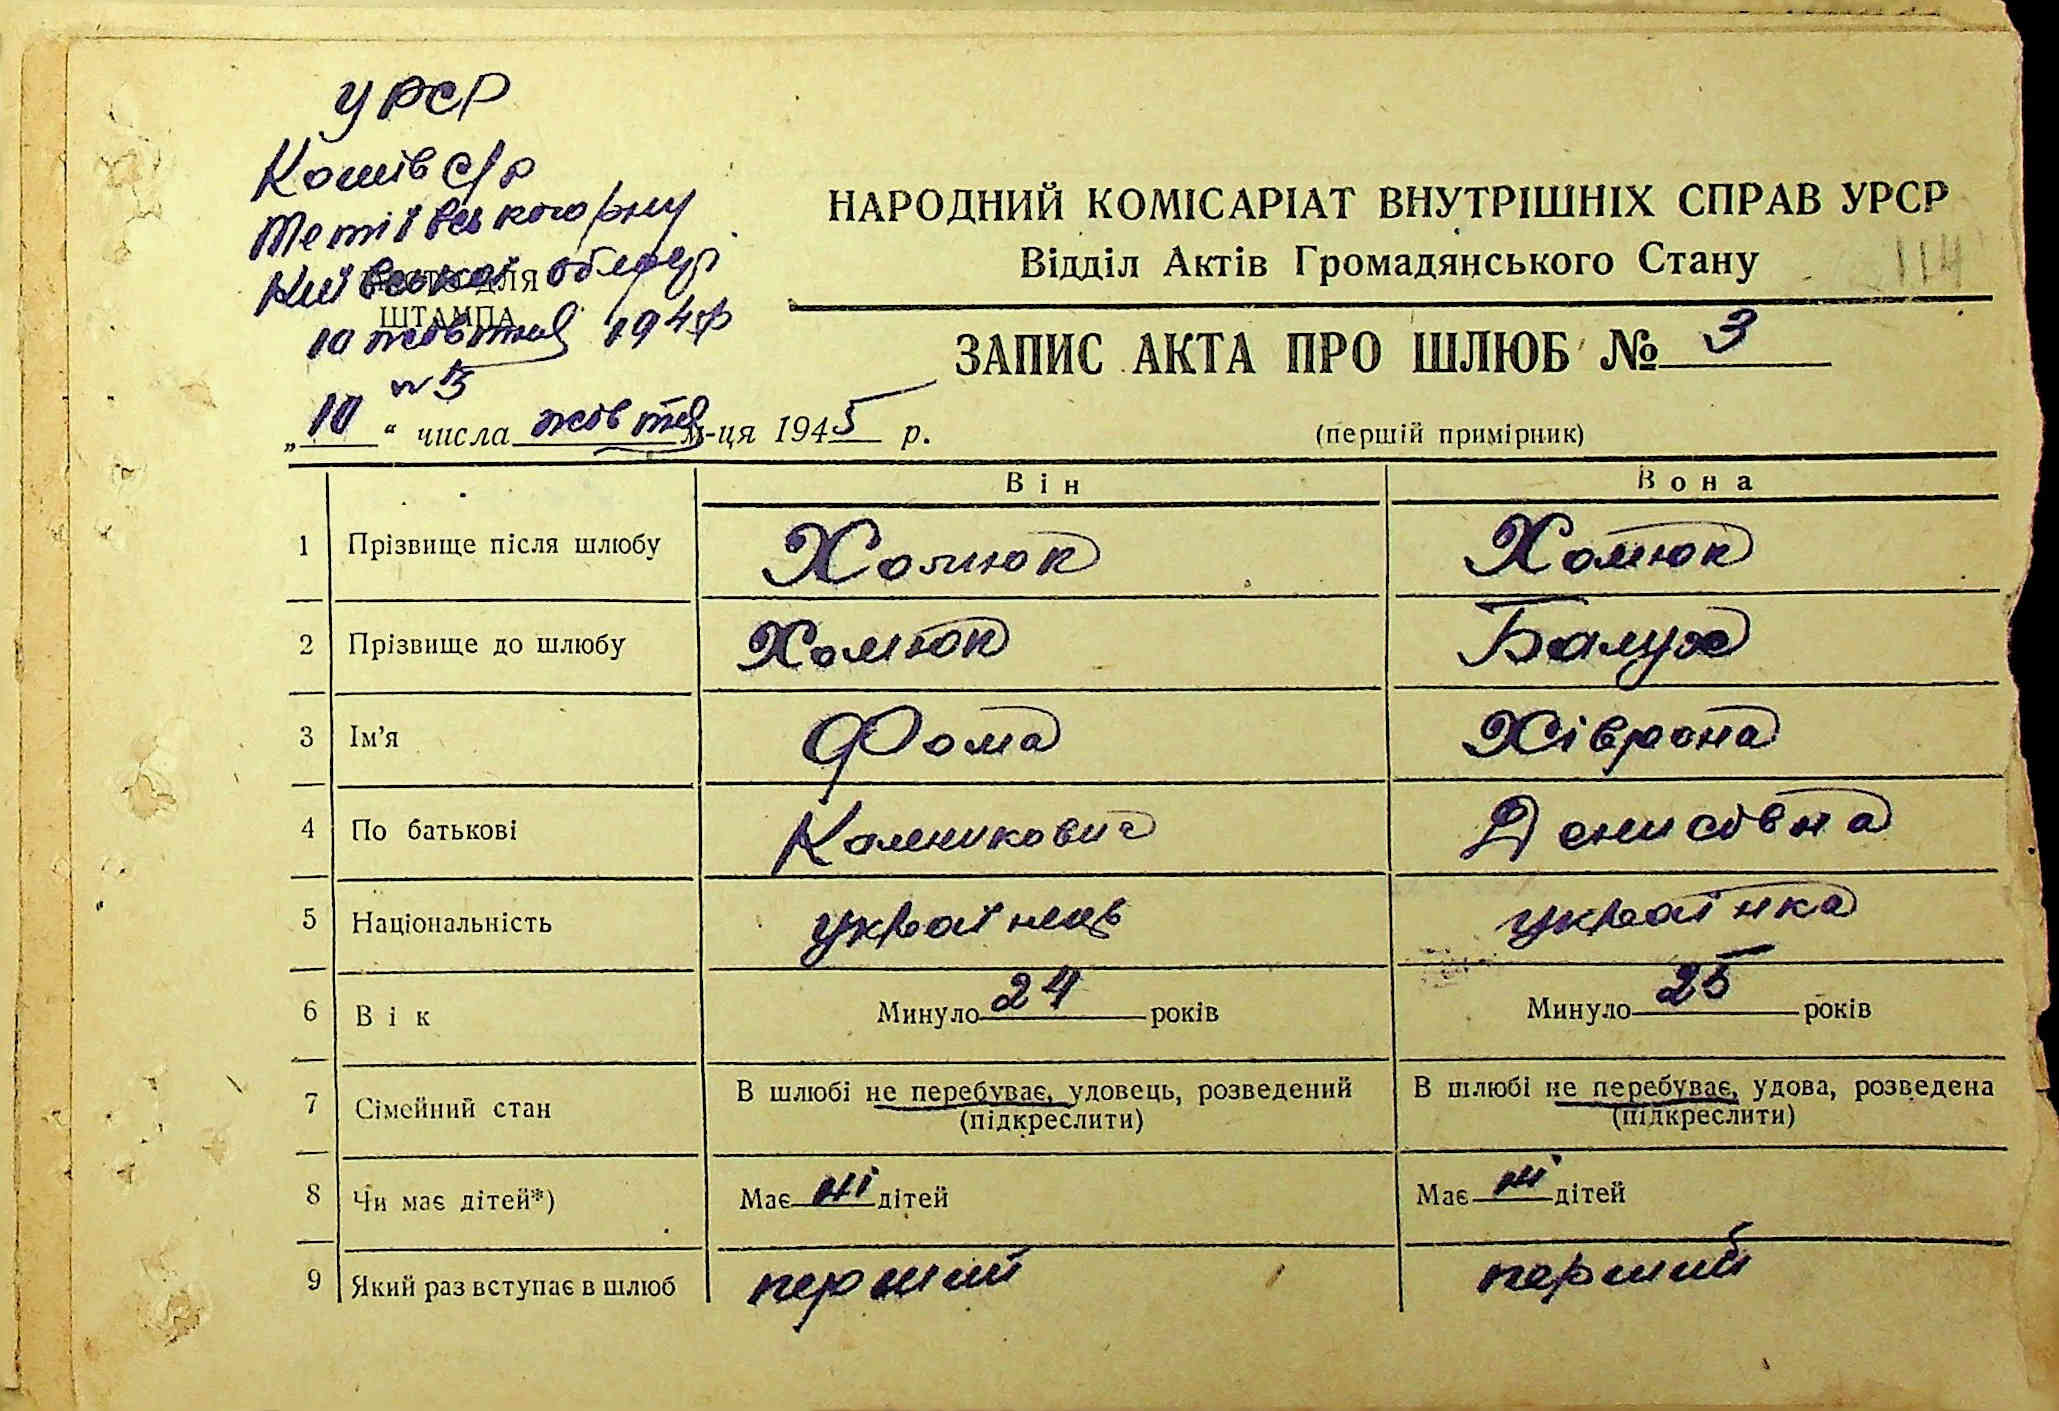 УРСР
Кошів с/р
Тетіївського р-ну
Київської області
МІСЦЕ ДЛЯ
ШТАМПА
10 жовтня 1945
№ 3
114
НАРОДНИЙ КОМІСАРІАТ ВНУТРІШНІХ СПРАВ УРСР
Відділ Актів Громадянського Стану
ЗАПИС АКТА ПРО ШЛЮБ № 3
„10“ числа жовтня м-ця 1945 р.
(першій примірник)
Він Вона
1 Прізвище після шлюбу Хомюк Хомюк
2 Прізвище до шлюбу Хомюк Балух
3 Ім'я Фома Хіврона
4 По батькові Денисовна
5 Національність українець українка
6 Вік Минуло 24 років Минуло 25 років
7 Сімейний стан В шлюбі не перебуває, удовець, розведений (підкреслити) В шлюбі не перебуває, удова, розведена (підкреслити)
8 Чи має дітей*) Має ні дітей Має ні дітей
9 Який раз вступає в шлюб перший перший